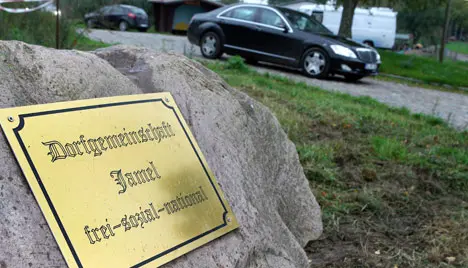 Dorfgemeinschaft
Jamel
frei-sozial-national